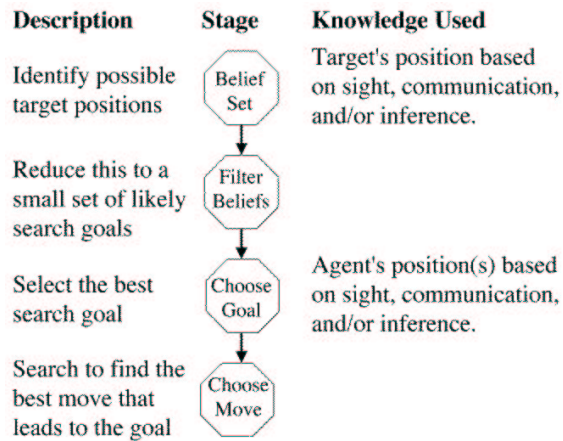 Description Stage Knowledge Used
Identify possible
target positions
Belief
Set
Target's position based
on sight, communication,
and/or inference.
Reduce this to a
small set of likely
search goals
Filter
Beliefs
Select the best
search goal
Choose
Goal
Agent's position(s) based
on sight, communication,
and/or inference.
Search to find the
best move that
leads to the goal
Choose
Move